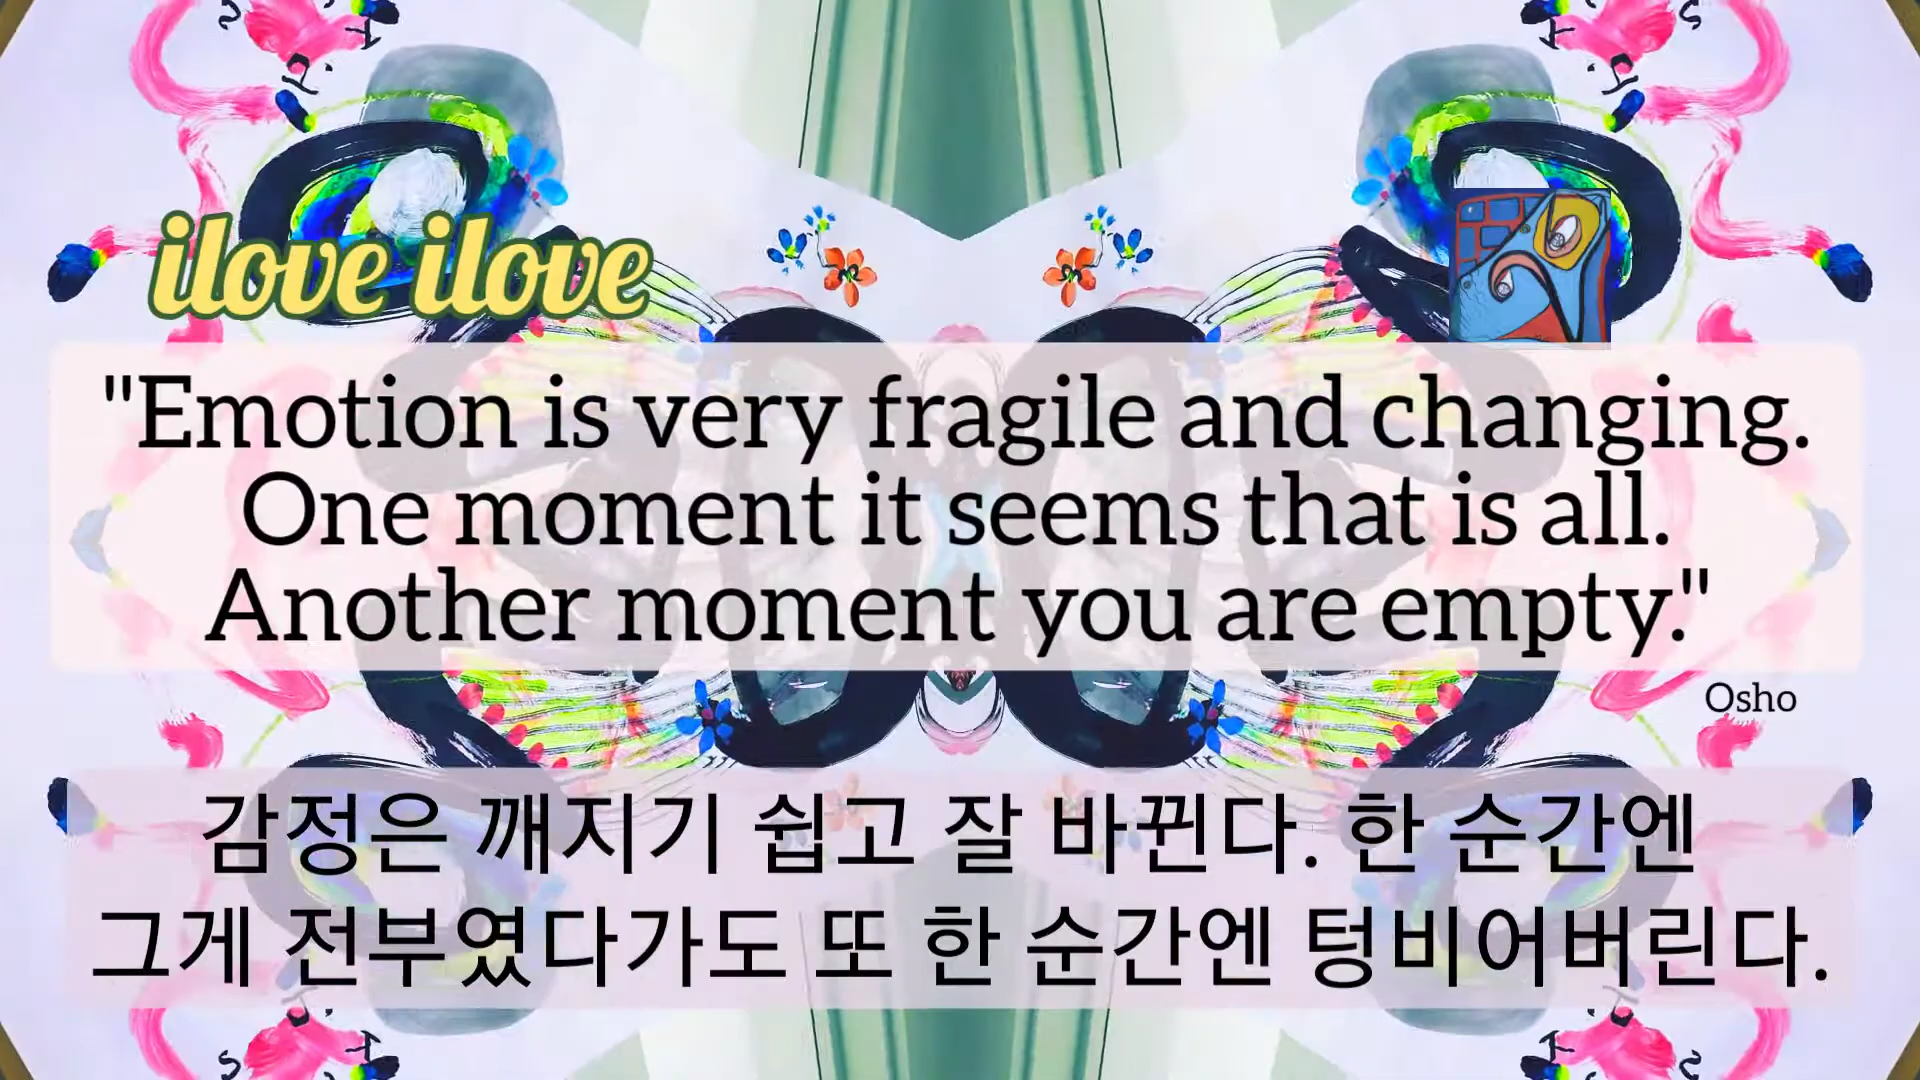 ilove ilove
"Emotion is very fragile and changing.
One moment it seems that is all.
Another moment you are empty."
Osho
감정은 깨지기 쉽고 잘 바뀐다. 한 순간엔
그게 전부였다가도 또 한 순간엔 텅비어버린다.